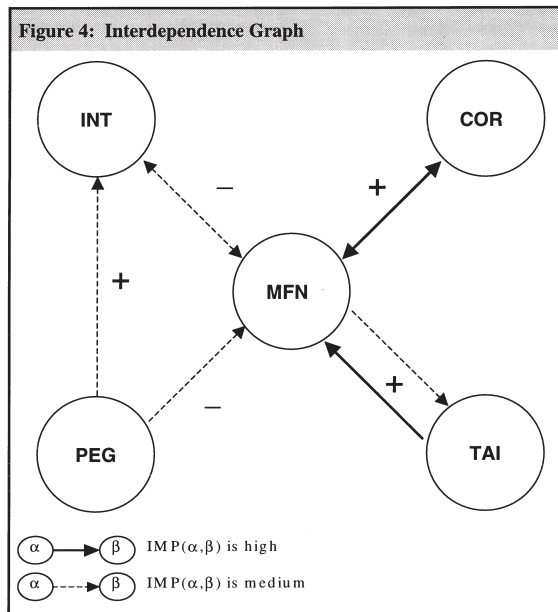 Figure 4: Interdependence Graph
INT
COR
−
+
+
MFN
+
−
PEG
TAI
α β IMP(α,β) is high
α β IMP(α,β) is medium